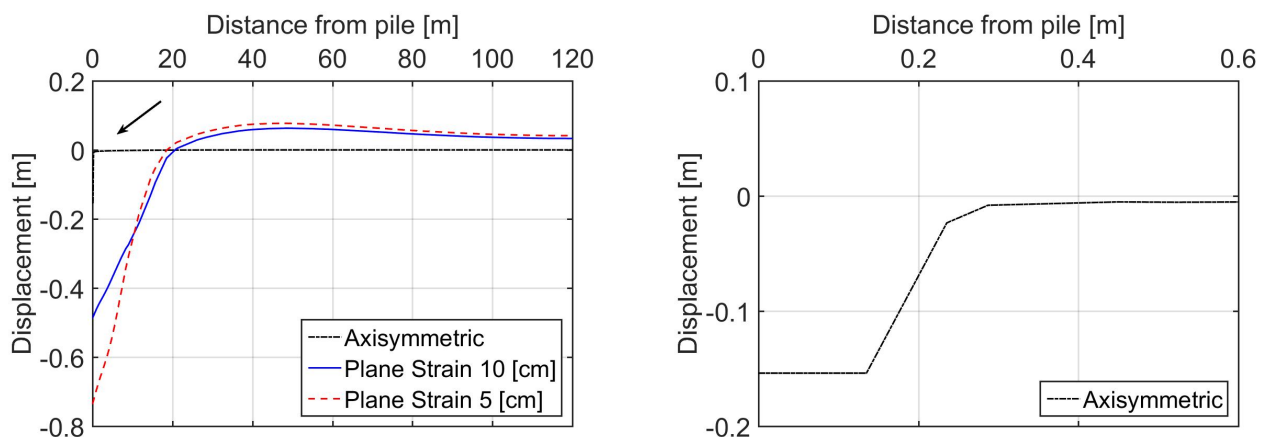 Distance from pile [m]
0 20 40 60 80 100 120
0.2
0
-0.2
-0.4
-0.6
-0.8
Displacement [m]
Axisymmetric
Plane Strain 10 [cm]
Plane Strain 5 [cm]
Distance from pile [m]
0 0.2 0.4 0.6
0.1
0
-0.1
-0.2
Displacement [m]
Axisymmetric